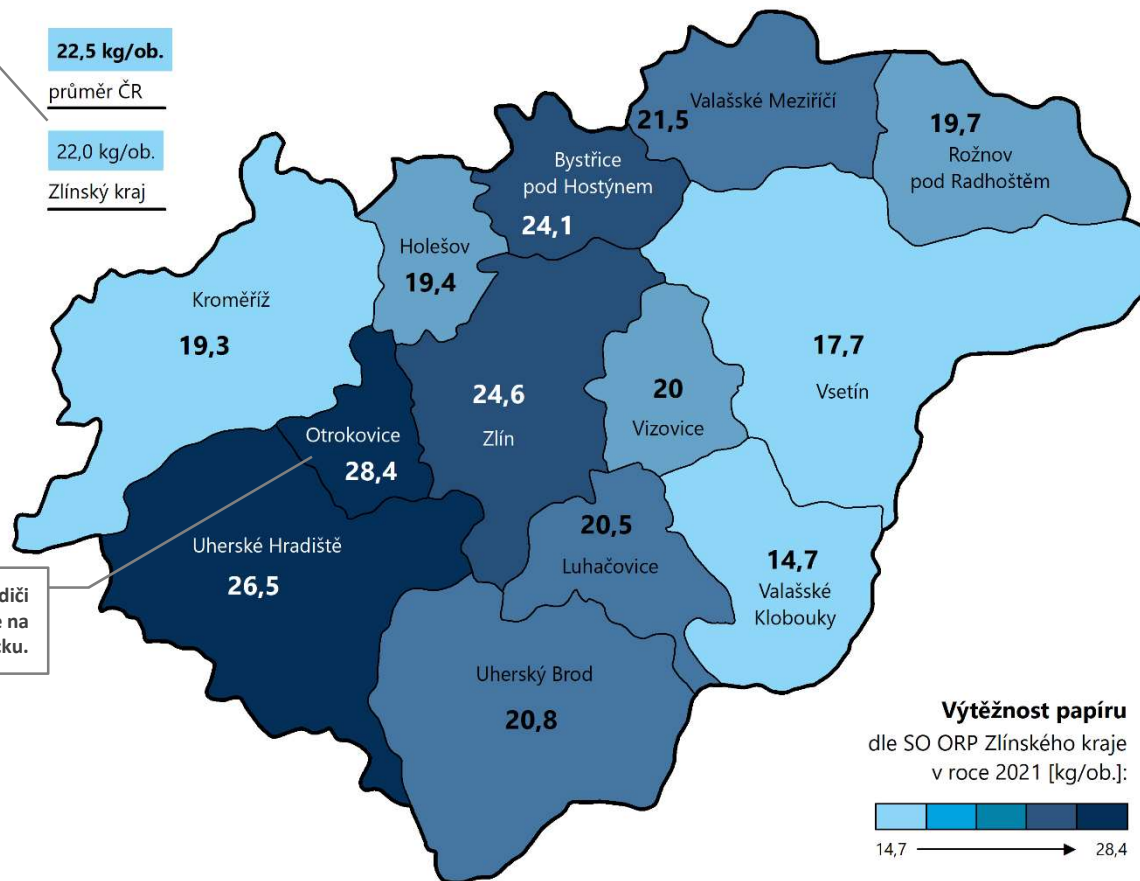 22,5 kg/ob.
průměr ČR
22,0 kg/ob.
Zlínský kraj
Valašské Meziříčí
21,5
19,7
Rožnov
pod Radhoštěm
Bystřice
pod Hostýnem
24,1
Holešov
19,4
Kroměříž
19,3
17,7
Vsetín
24,6
Zlín
20
Vizovice
Otrokovice
28,4
Uherské Hradiště
26,5
20,5
Luhačovice
14,7
Valašské
Klobouky
na
Uherský Brod
20,8
Výtěžnost papíru
dle SO ORP Zlínského kraje
v roce 2021 [kg/ob.]:
14,7
28,4